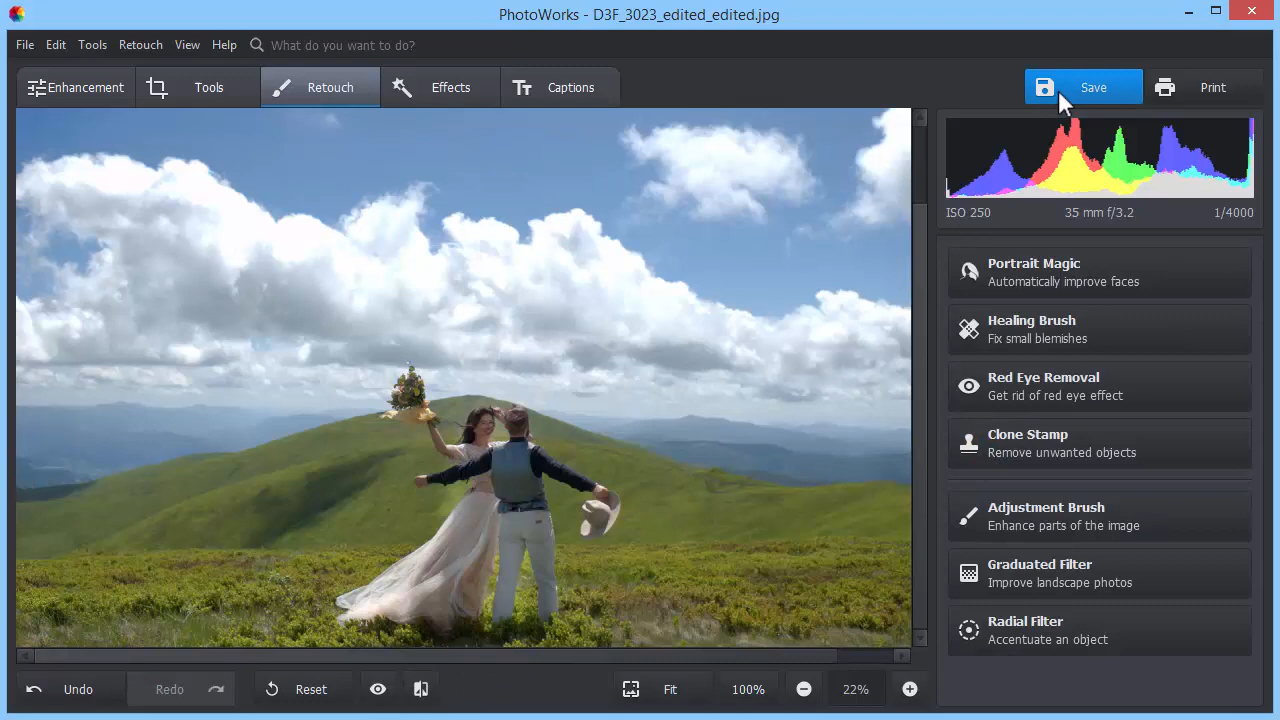 PhotoWorks - D3F_3023_edited_edited.jpg
File Edit Tools Retouch View Help What do you want to do?
Enhancement Tools Retouch Effects Captions Save Print
ISO 250 35 mm f/3.2 1/4000
Portrait Magic
Automatically improve faces
Healing Brush
Fix small blemishes
Red Eye Removal
Get rid of red eye effect
Clone Stamp
Remove unwanted objects
Adjustment Brush
Enhance parts of the image
Graduated Filter
Improve landscape photos
Radial Filter
Accentuate an object
Undo Redo Reset Fit 100% 22%